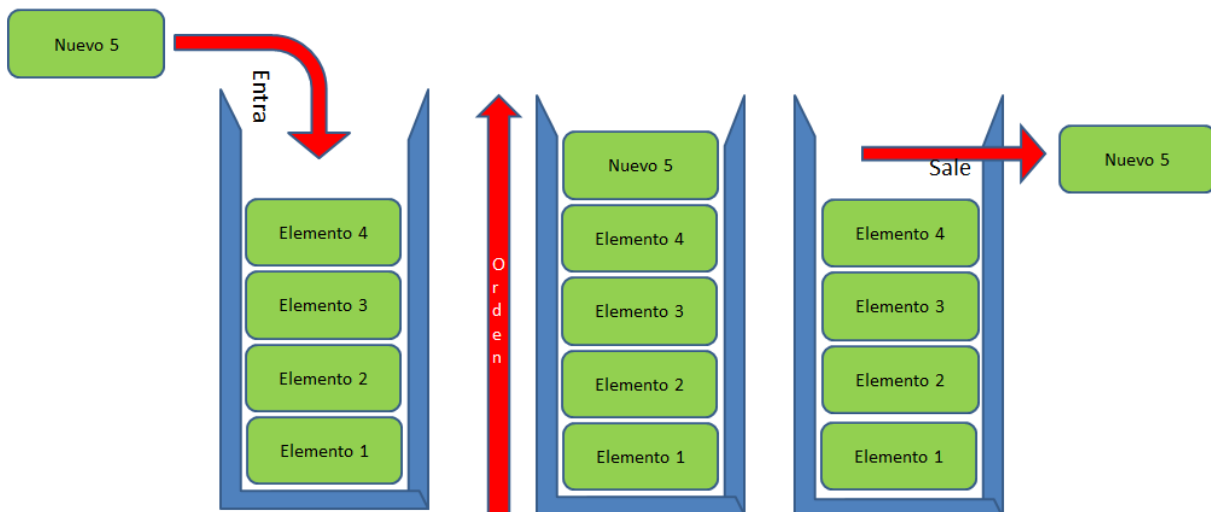 Nuevo 5
Entra
Elemento 4
Elemento 3
Elemento 2
Elemento 1
Orden
Nuevo 5
Elemento 4
Elemento 3
Elemento 2
Elemento 1
Sale
Nuevo 5
Elemento 4
Elemento 3
Elemento 2
Elemento 1